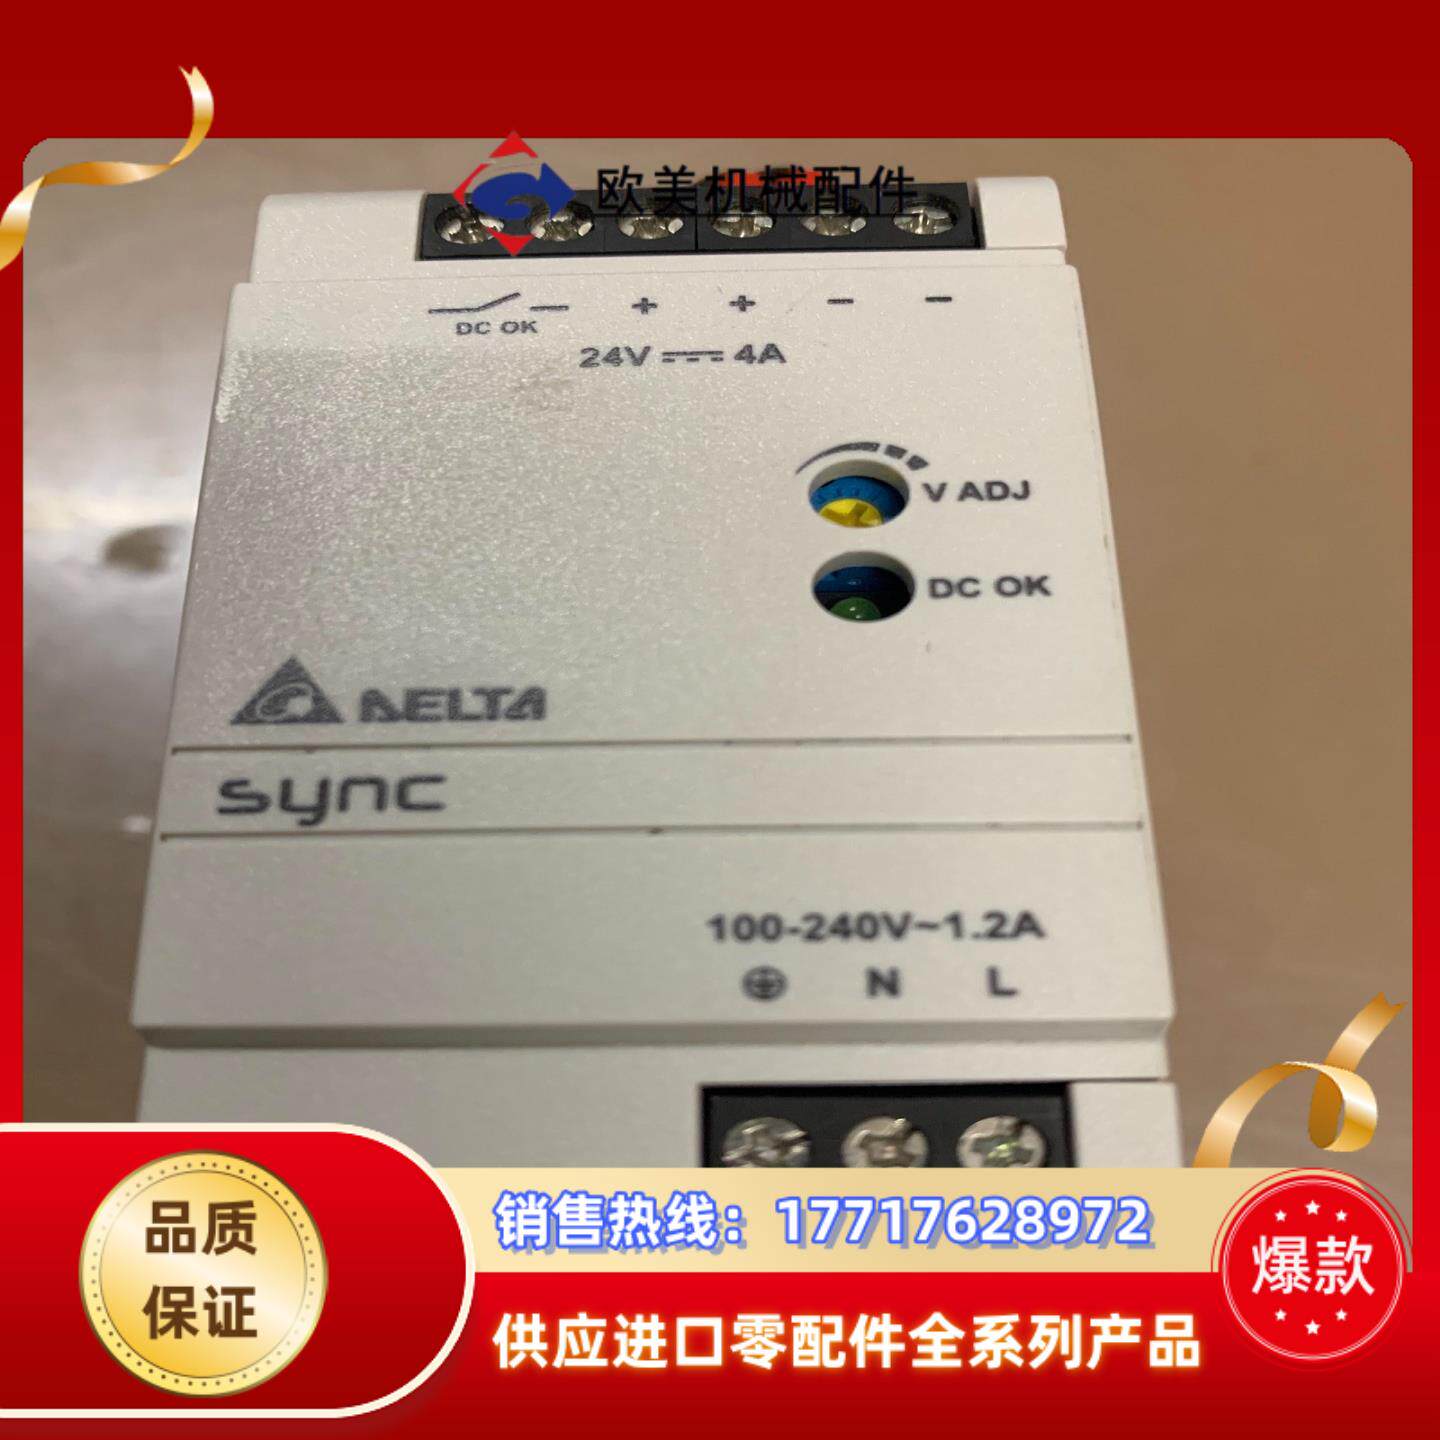 欧美机械配件
+ + − −
DC OK
24V 4A
V ADJ
DC OK
DELTA
sync
100-240V~1.2A
N L
品质
保证
销售热线：17717628972
供应进口零配件全系列产品
爆款